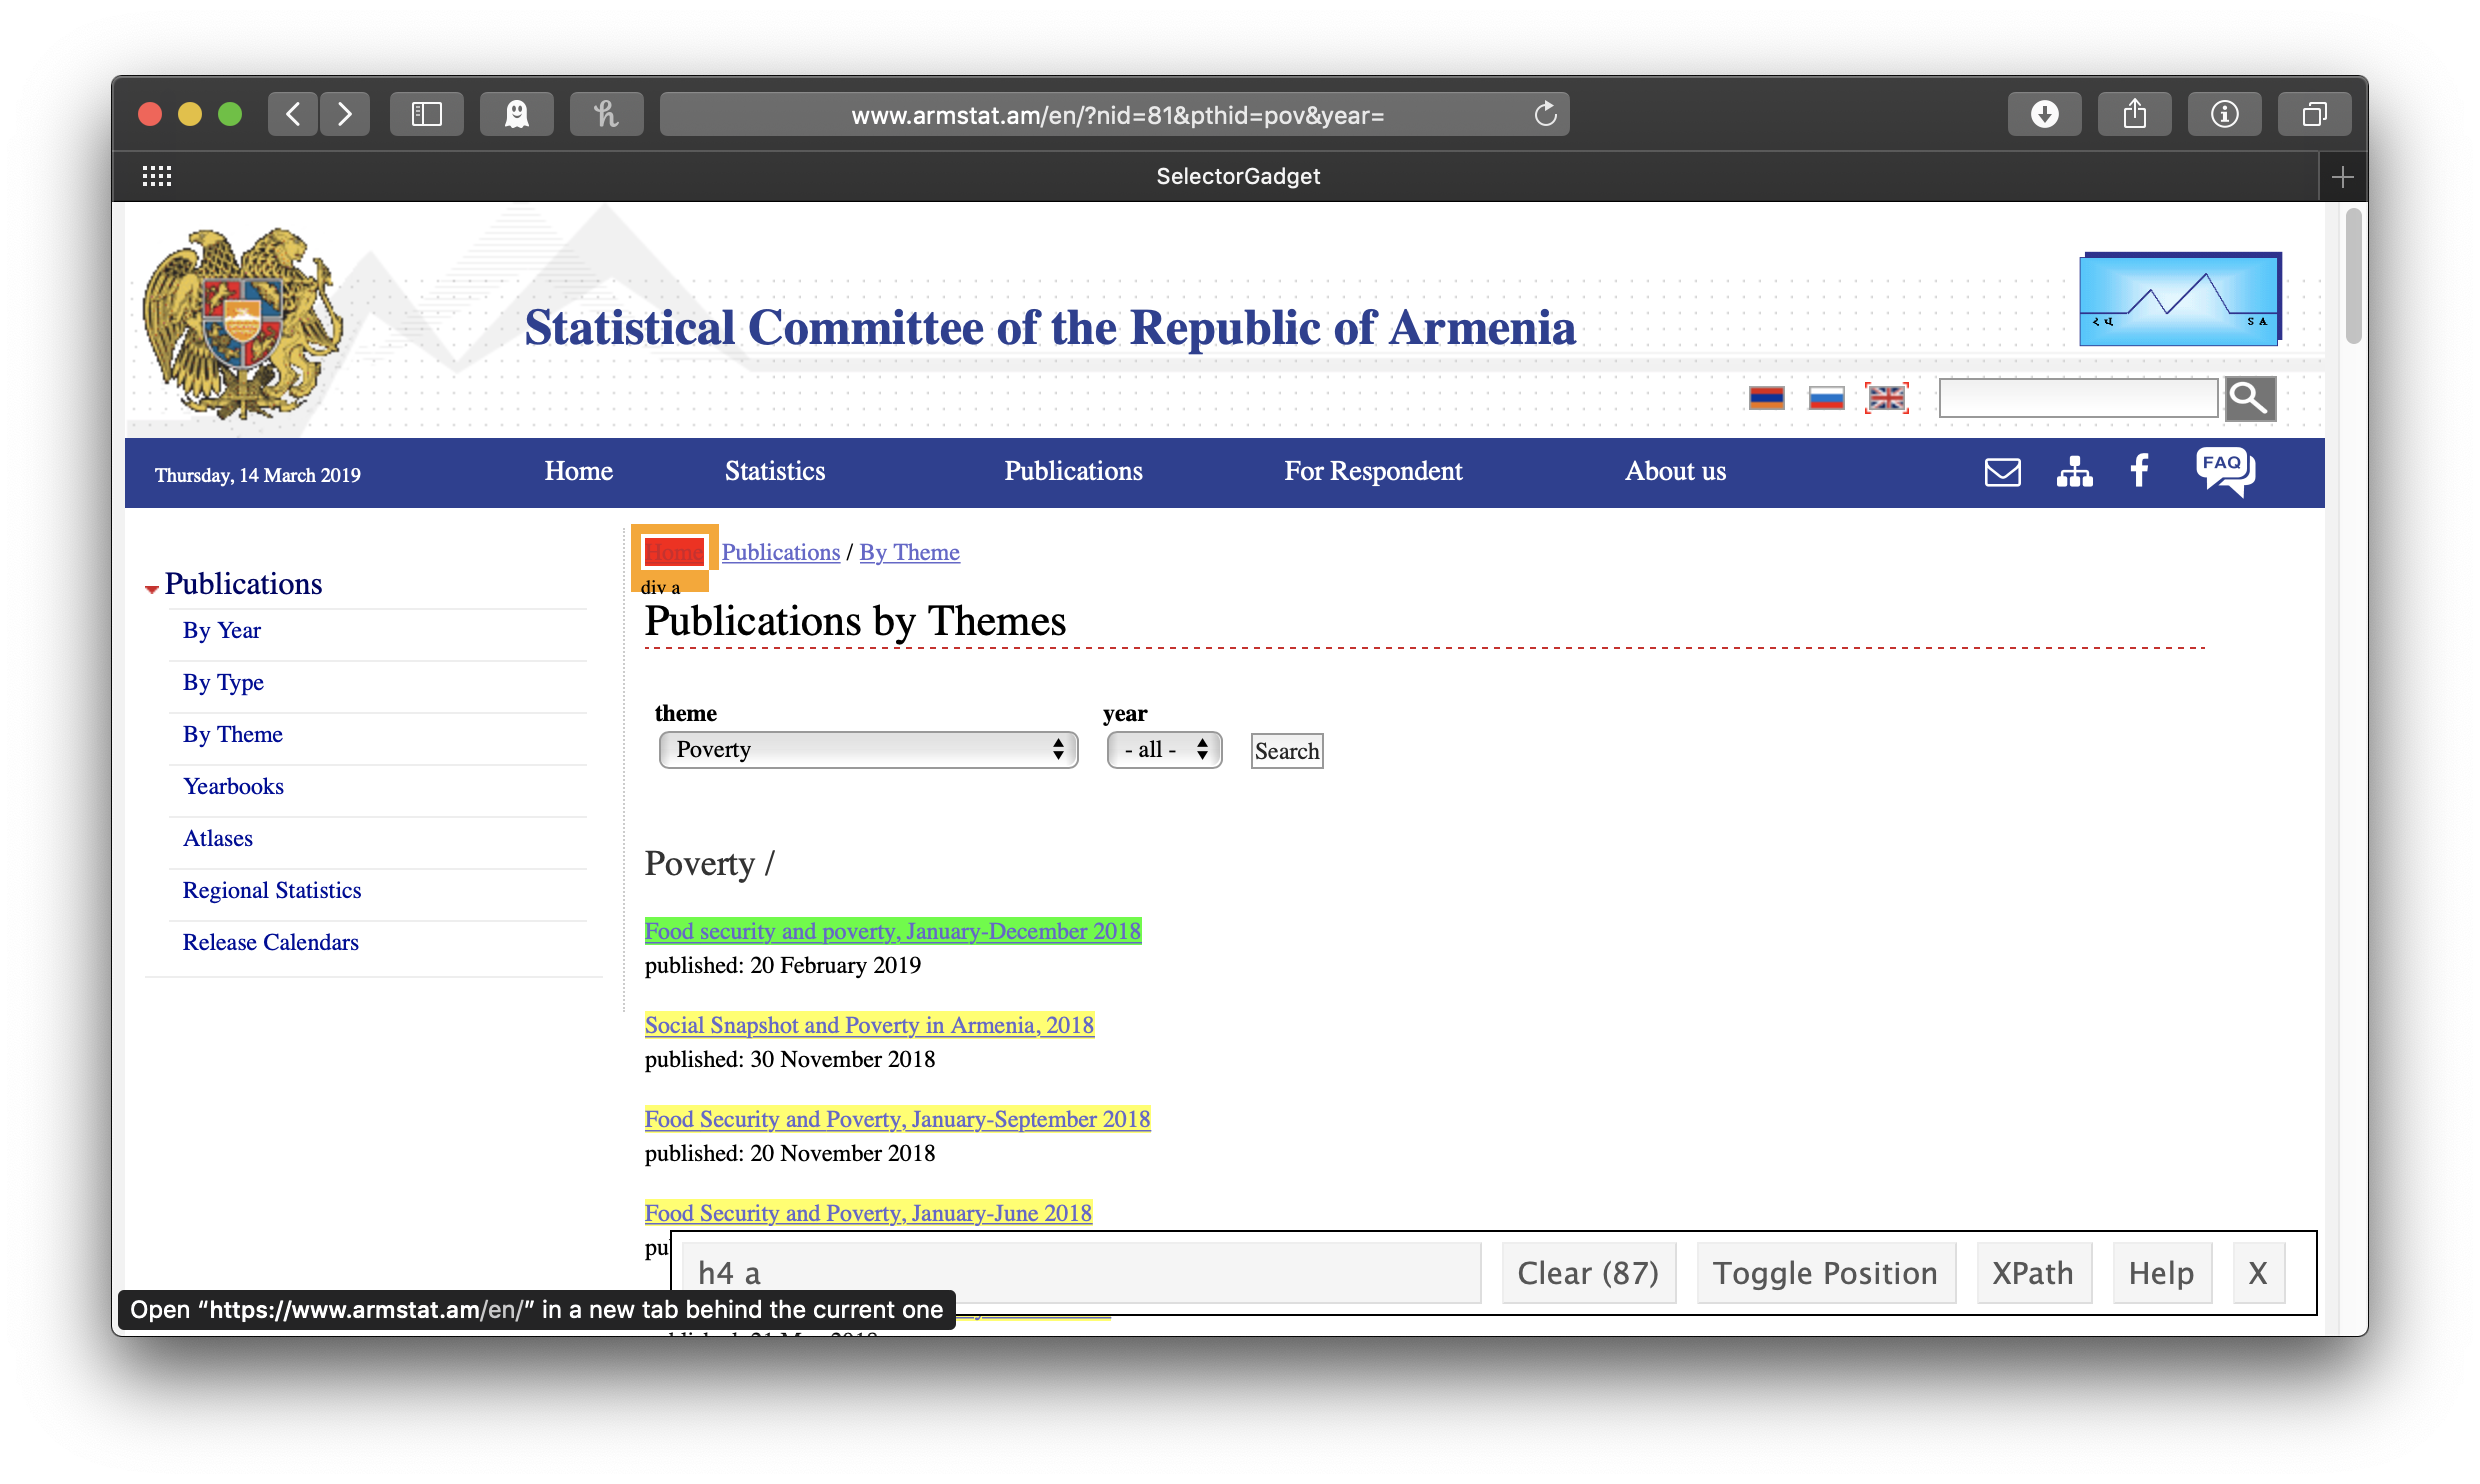 www.armstat.am/en/?nid=81&pthid=pov&year=
SelectorGadget
Statistical Committee of the Republic of Armenia
S A
Thursday, 14 March 2019
Home
Statistics
Publications
For Respondent
About us
FAQ
Publications
By Year
By Type
By Theme
Yearbooks
Atlases
Regional Statistics
Release Calendars
Home Publications / By Theme
div a
Publications by Themes
theme
year
Poverty
- all -
Search
Poverty /
Food security and poverty, January-December 2018
published: 20 February 2019
Social Snapshot and Poverty in Armenia, 2018
published: 30 November 2018
Food Security and Poverty, January-September 2018
published: 20 November 2018
Food Security and Poverty, January-June 2018
pu
h4 a
Clear (87)
Toggle Position
XPath
Help
X
Open “https://www.armstat.am/en/” in a new tab behind the current one